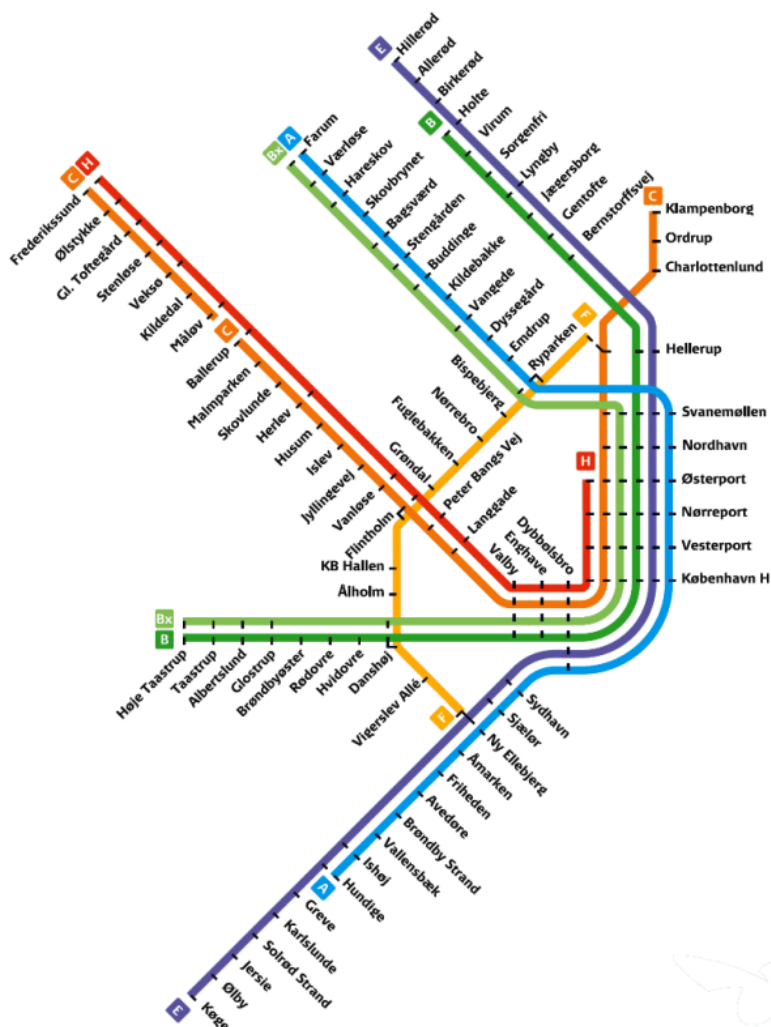 E
Hillerød
Allerød
Birkerød
Holte
B
Virum
Sorgenfri
Lyngby
Jægersborg
Gentofte
Bernstorffsvej
Bx
A
Farum
Værløse
Hareskov
Skovbrynet
Bagsværd
Stengården
Buddinge
Kildebakke
Vangede
Dyssegård
Emdrup
Ryparken
F
C
H
Frederikssund
Ølstykke
Gl. Toftegård
Stenløse
Veksø
Kildedal
Måløv
C
Ballerup
Malmparken
Skovlunde
Herlev
Husum
Islev
Jyllingevej
Vanløse
Flintholm
Bispebjerg
Nørrebro
Fuglebakken
Grøndal
Peter Bangs Vej
Langgade
Valby
Enghave
Dybbølsbro
H
C
Klampenborg
Ordrup
Charlottenlund
Hellerup
Svanemøllen
Nordhavn
Østerport
Nørreport
Vesterport
København H
KB Hallen
Ålholm
Bx
B
Høje Taastrup
Taastrup
Albertslund
Glostrup
Brøndbyøster
Rødovre
Hvidovre
Danshøj
Vigerslev Allé
F
Sydhavn
Sjælør
Ny Ellebjerg
Åmarken
Friheden
Avedøre
Brøndby Strand
Vallensbæk
Ishøj
Hundige
A
Greve
Karlslunde
Solrød Strand
Jersie
Ølby
Køge
E